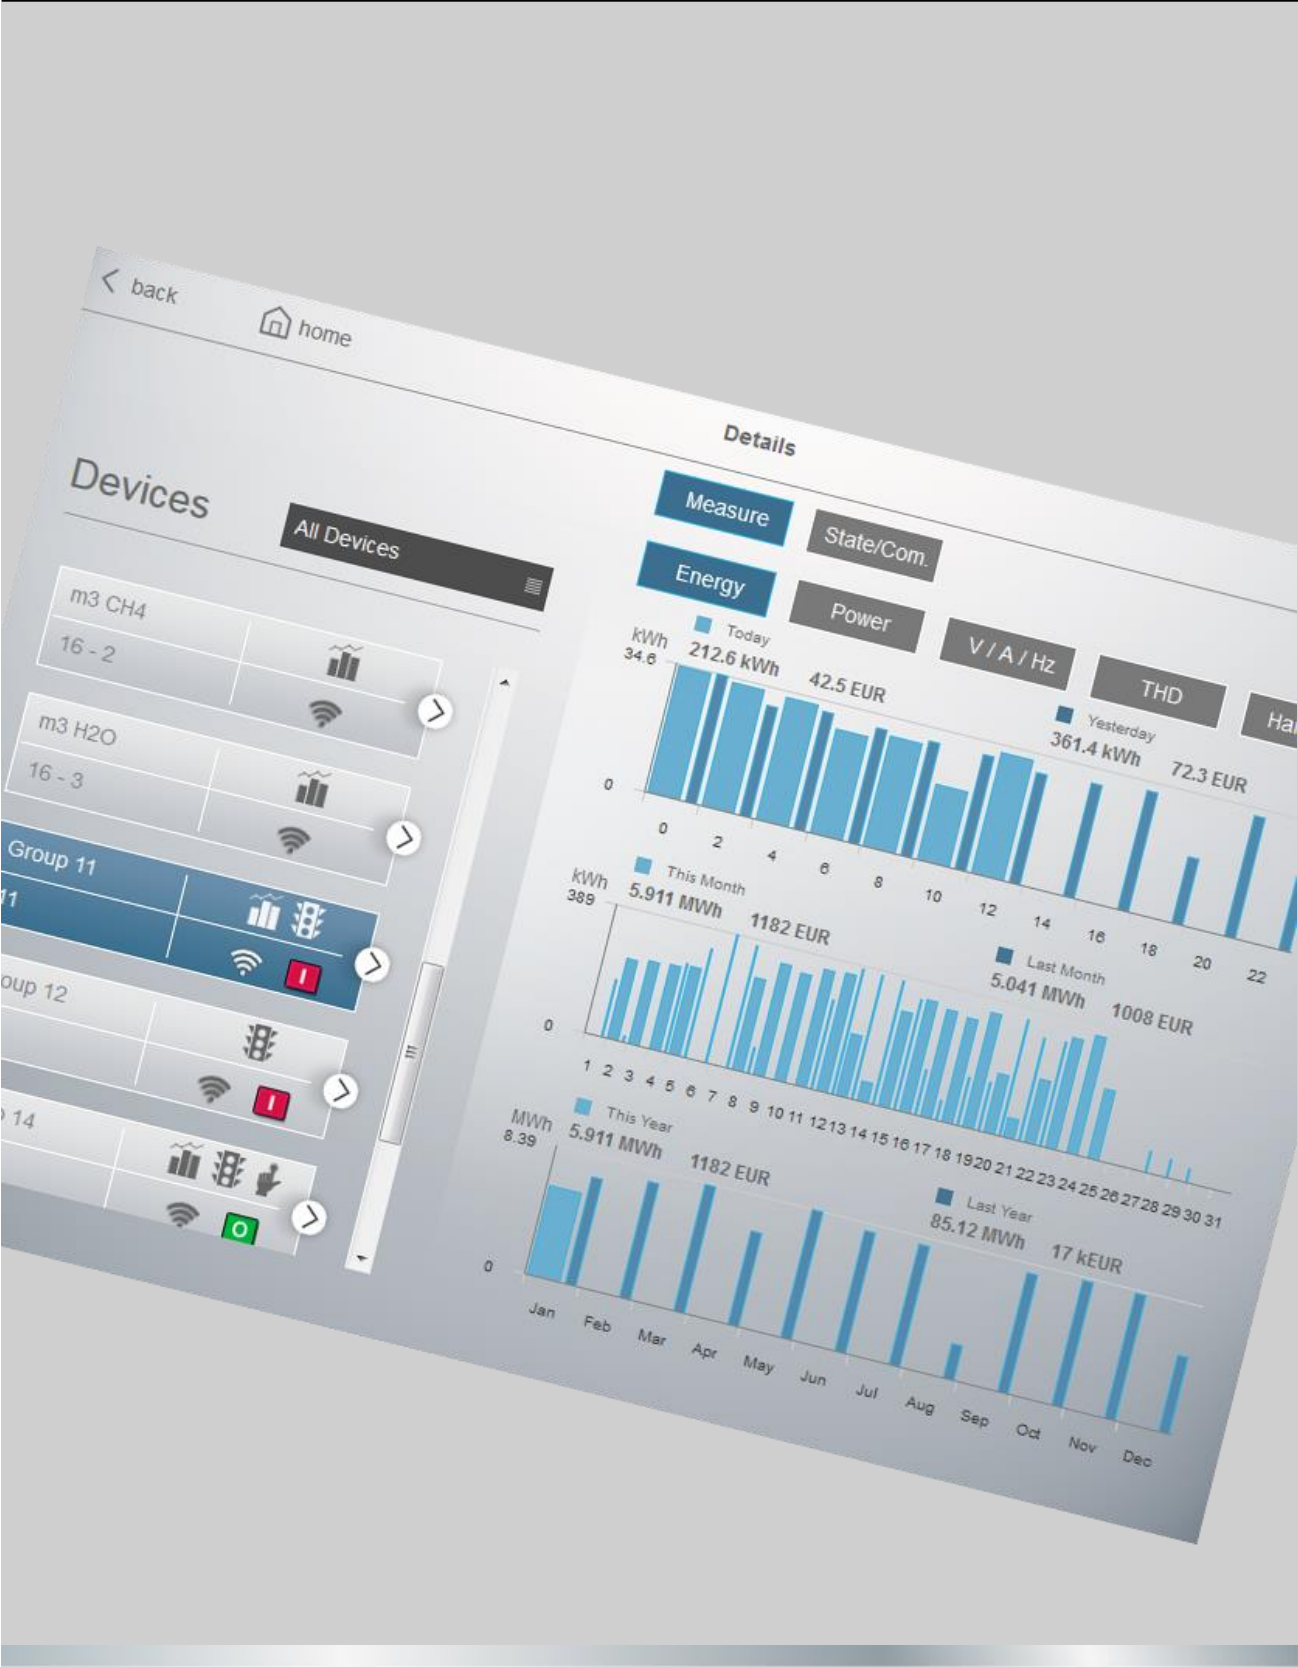 back
home
Details
Devices
All Devices
m3 CH4
16 - 2
m3 H2O
16 - 3
Group 11
11
oup 12
14
I
I
O
Measure
State/Com.
Energy
Power
V / A / Hz
THD
Ha
kWh
34.6
Today
212.6 kWh 42.5 EUR
Yesterday
361.4 kWh 72.3 EUR
0
0 2 4 6 8 10 12 14 16 18 20 22
kWh
389
This Month
5.911 MWh 1182 EUR
Last Month
5.041 MWh 1008 EUR
0
1 2 3 4 5 6 7 8 9 10 11 12 13 14 15 16 17 18 19 20 21 22 23 24 25 26 27 28 29 30 31
MWh
8.39
This Year
5.911 MWh 1182 EUR
Last Year
85.12 MWh 17 kEUR
0
Jan Feb Mar Apr May Jun Jul Aug Sep Oct Nov Dec